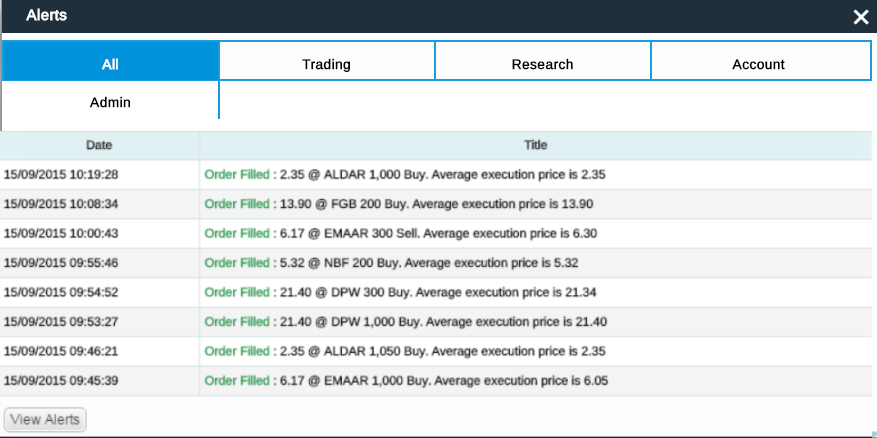 Alerts
All Trading Research Account
Admin
Date Title
15/09/2015 10:19:28 Order Filled : 2.35 @ ALDAR 1,000 Buy. Average execution price is 2.35
15/09/2015 10:08:34 Order Filled : 13.90 @ FGB 200 Buy. Average execution price is 13.90
15/09/2015 10:00:43 Order Filled : 6.17 @ EMAAR 300 Sell. Average execution price is 6.30
15/09/2015 09:55:46 Order Filled : 5.32 @ NBF 200 Buy. Average execution price is 5.32
15/09/2015 09:54:52 Order Filled : 21.40 @ DPW 300 Buy. Average execution price is 21.34
15/09/2015 09:53:27 Order Filled : 21.40 @ DPW 1,000 Buy. Average execution price is 21.40
15/09/2015 09:46:21 Order Filled : 2.35 @ ALDAR 1,050 Buy. Average execution price is 2.35
15/09/2015 09:45:39 Order Filled : 6.17 @ EMAAR 1,000 Buy. Average execution price is 6.05
View Alerts